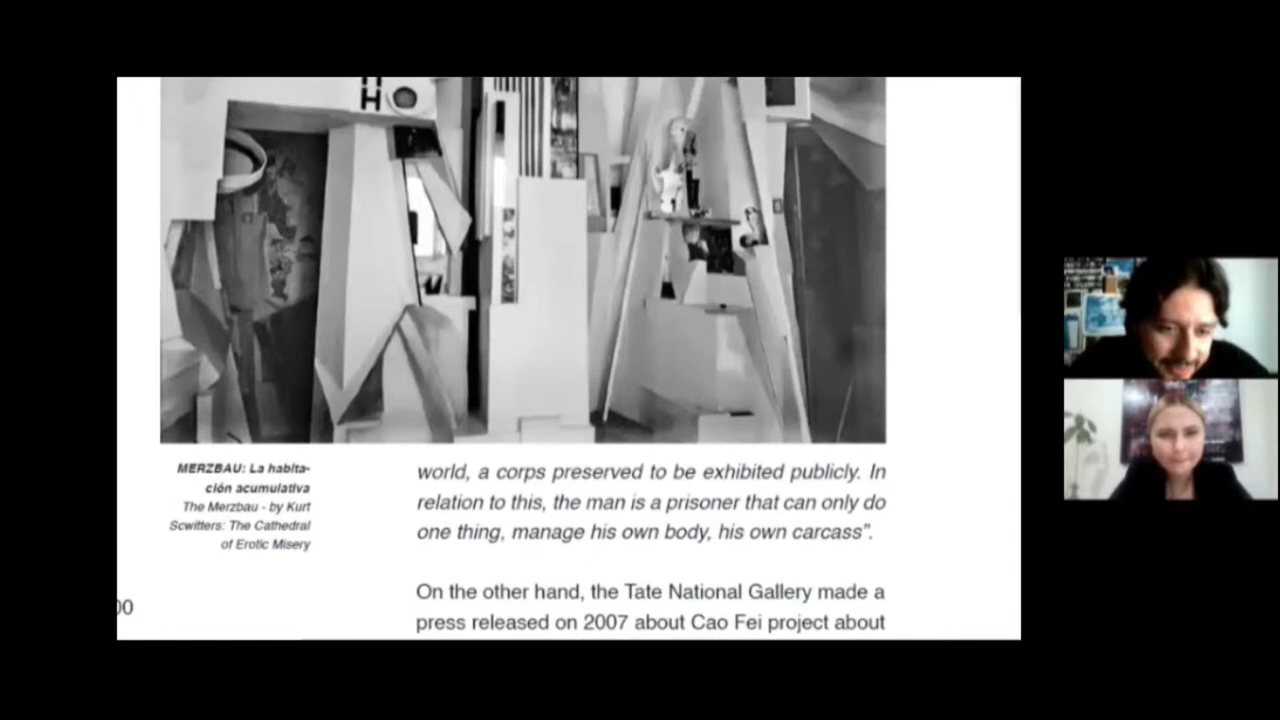 MERZBAU: La habita-
ción acumulativa
The Merzbau - by Kurt
Scwitters: The Cathedral
of Erotic Misery
world, a corps preserved to be exhibited publicly. In
relation to this, the man is a prisoner that can only do
one thing, manage his own body, his own carcass”.
On the other hand, the Tate National Gallery made a
press released on 2007 about Cao Fei project about
00